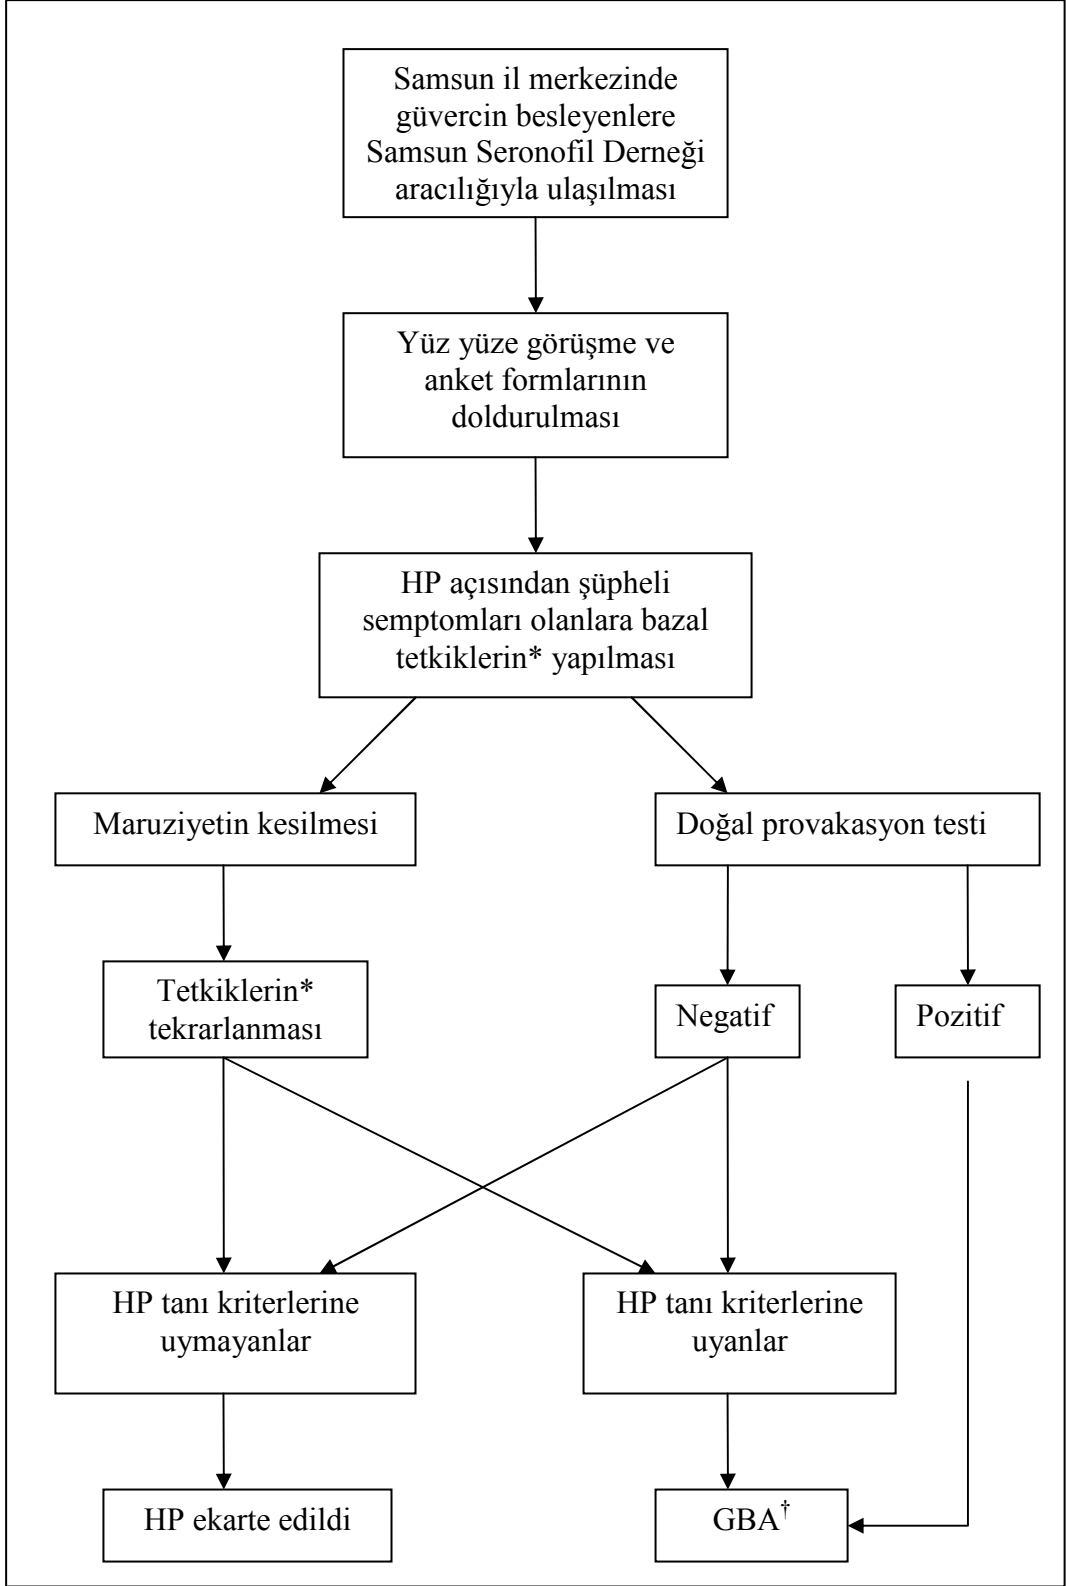 Samsun il merkezinde
güvercin besleyenlere
Samsun Seronofil Derneği
aracılığıyla ulaşılması
Yüz yüze görüşme ve
anket formlarının
doldurulması
HP açısından şüpheli
semptomları olanlara bazal
tetkiklerin* yapılması
Maruziyetin kesilmesi
Doğal provakasyon testi
Tetkiklerin*
tekrarlanması
Negatif
Pozitif
HP tanı kriterlerine
uymayanlar
HP tanı kriterlerine
uyanlar
HP ekarte edildi
GBA†